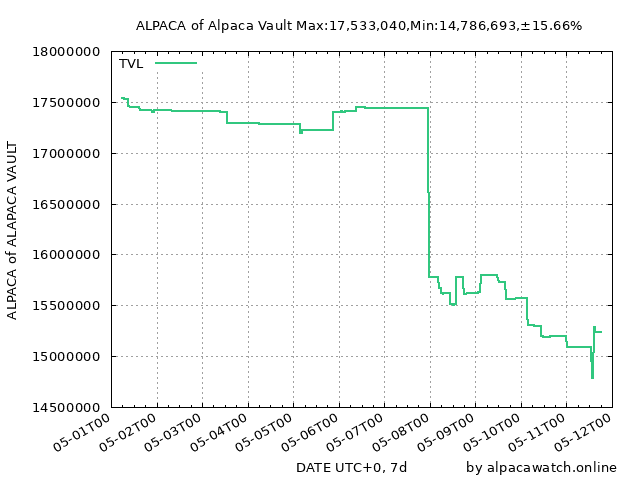 ALPACA of Alpaca Vault Max:17,533,040,Min:14,786,693,±15.66%
TVL
18000000
17500000
17000000
16500000
16000000
15500000
15000000
14500000
ALPACA of ALAPACA VAULT
05-01T00
05-02T00
05-03T00
05-04T00
05-05T00
05-06T00
05-07T00
05-08T00
05-09T00
05-10T00
05-11T00
05-12T00
DATE UTC+0, 7d
by alpacawatch.online